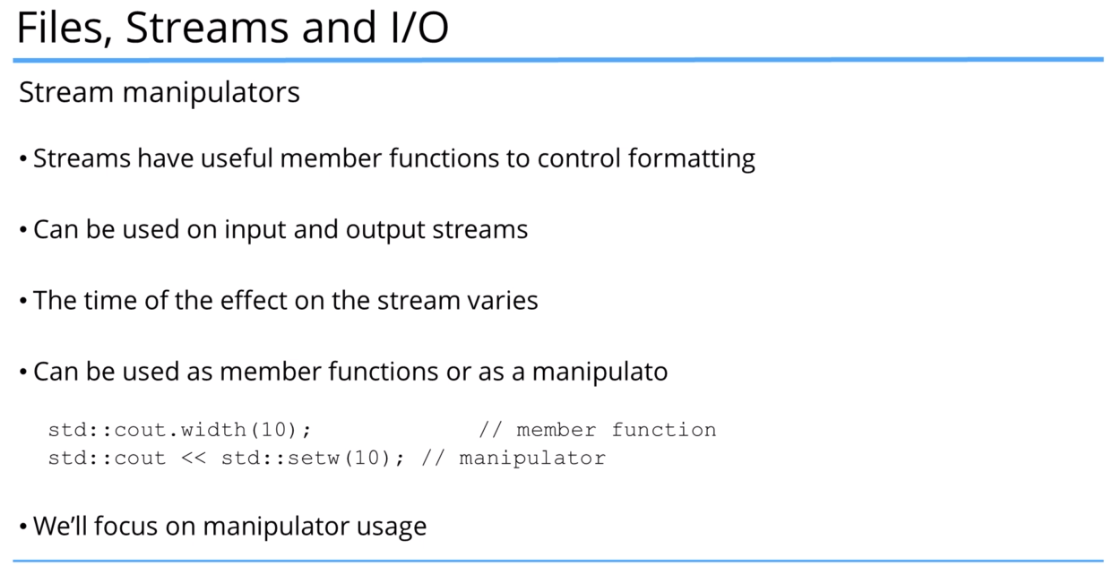 Files, Streams and I/O
Stream manipulators
• Streams have useful member functions to control formatting
• Can be used on input and output streams
• The time of the effect on the stream varies
• Can be used as member functions or as a manipulato
std::cout.width(10); // member function
std::cout << std::setw(10); // manipulator
• We'll focus on manipulator usage